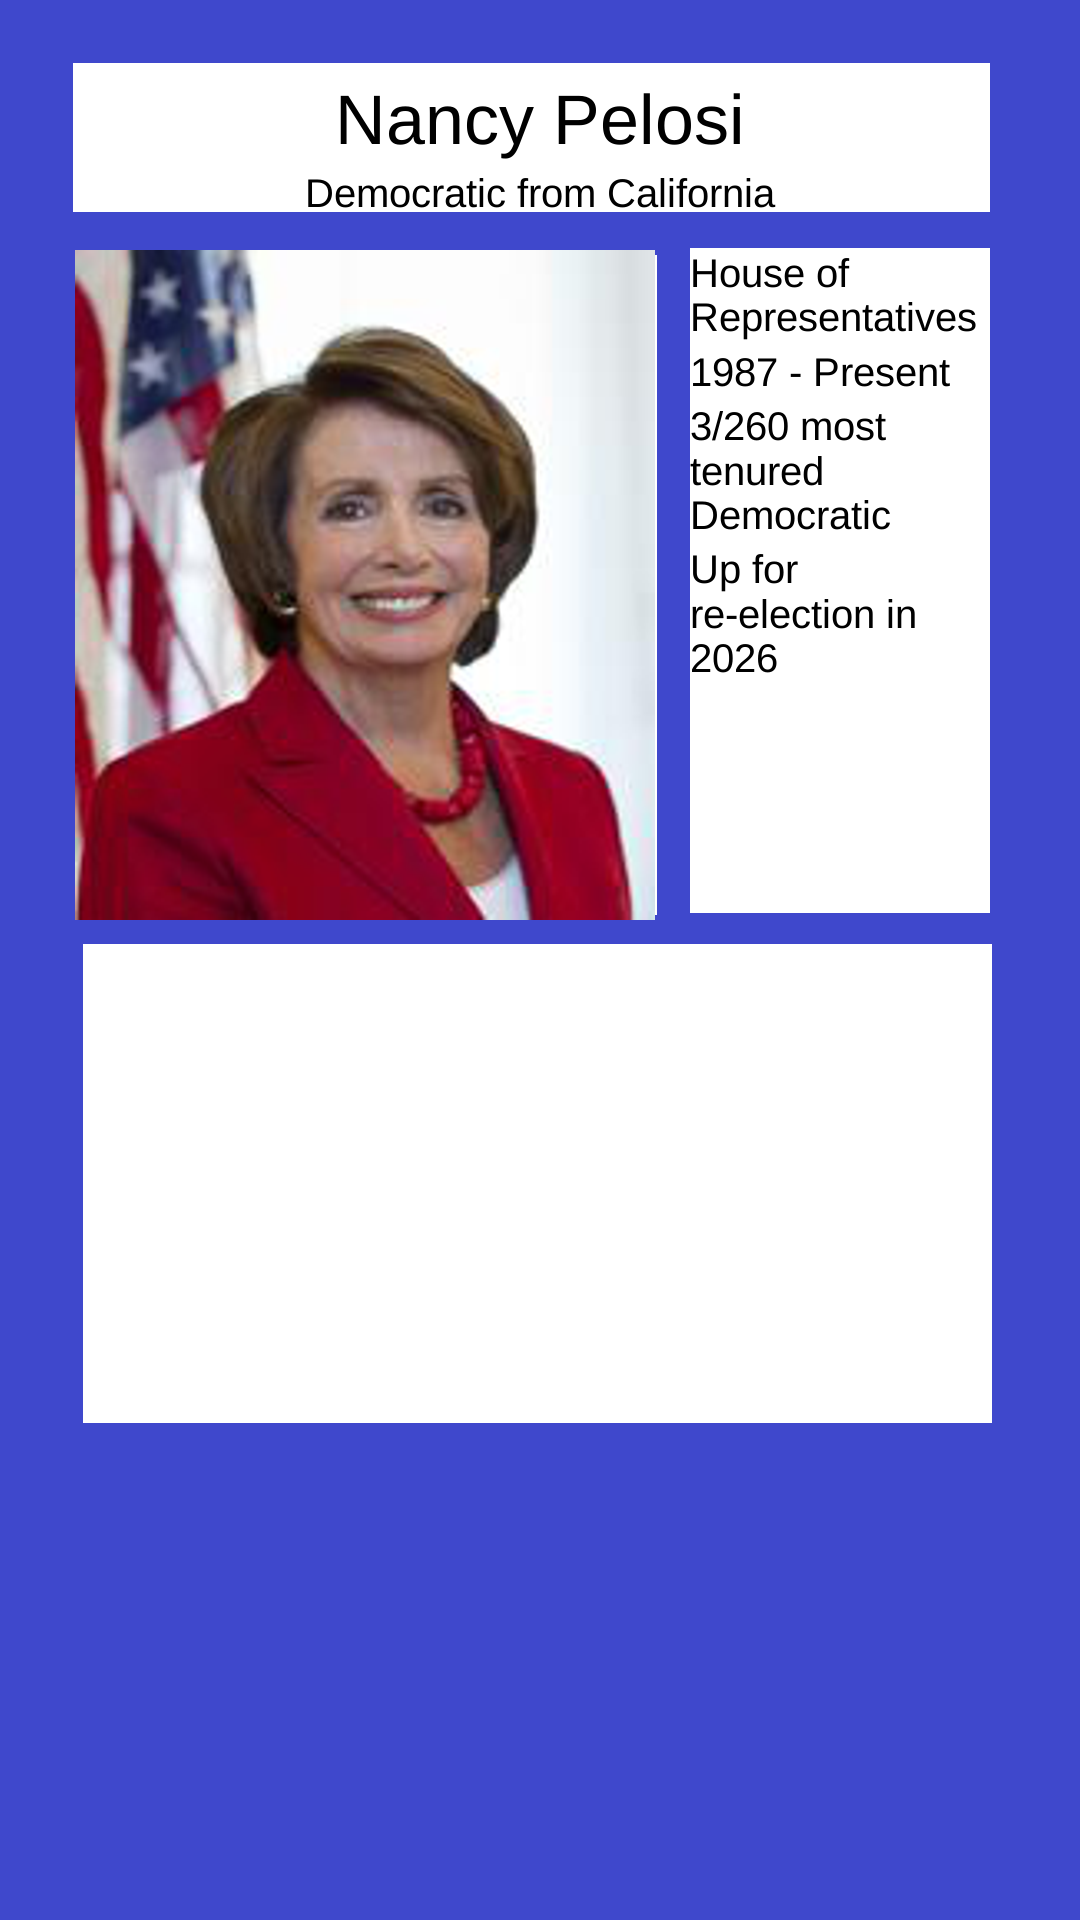 Nancy Pelosi
Democratic from California
House of
Representatives
1987 - Present
3/260 most
tenured
Democratic
Up for
re-election in
2026